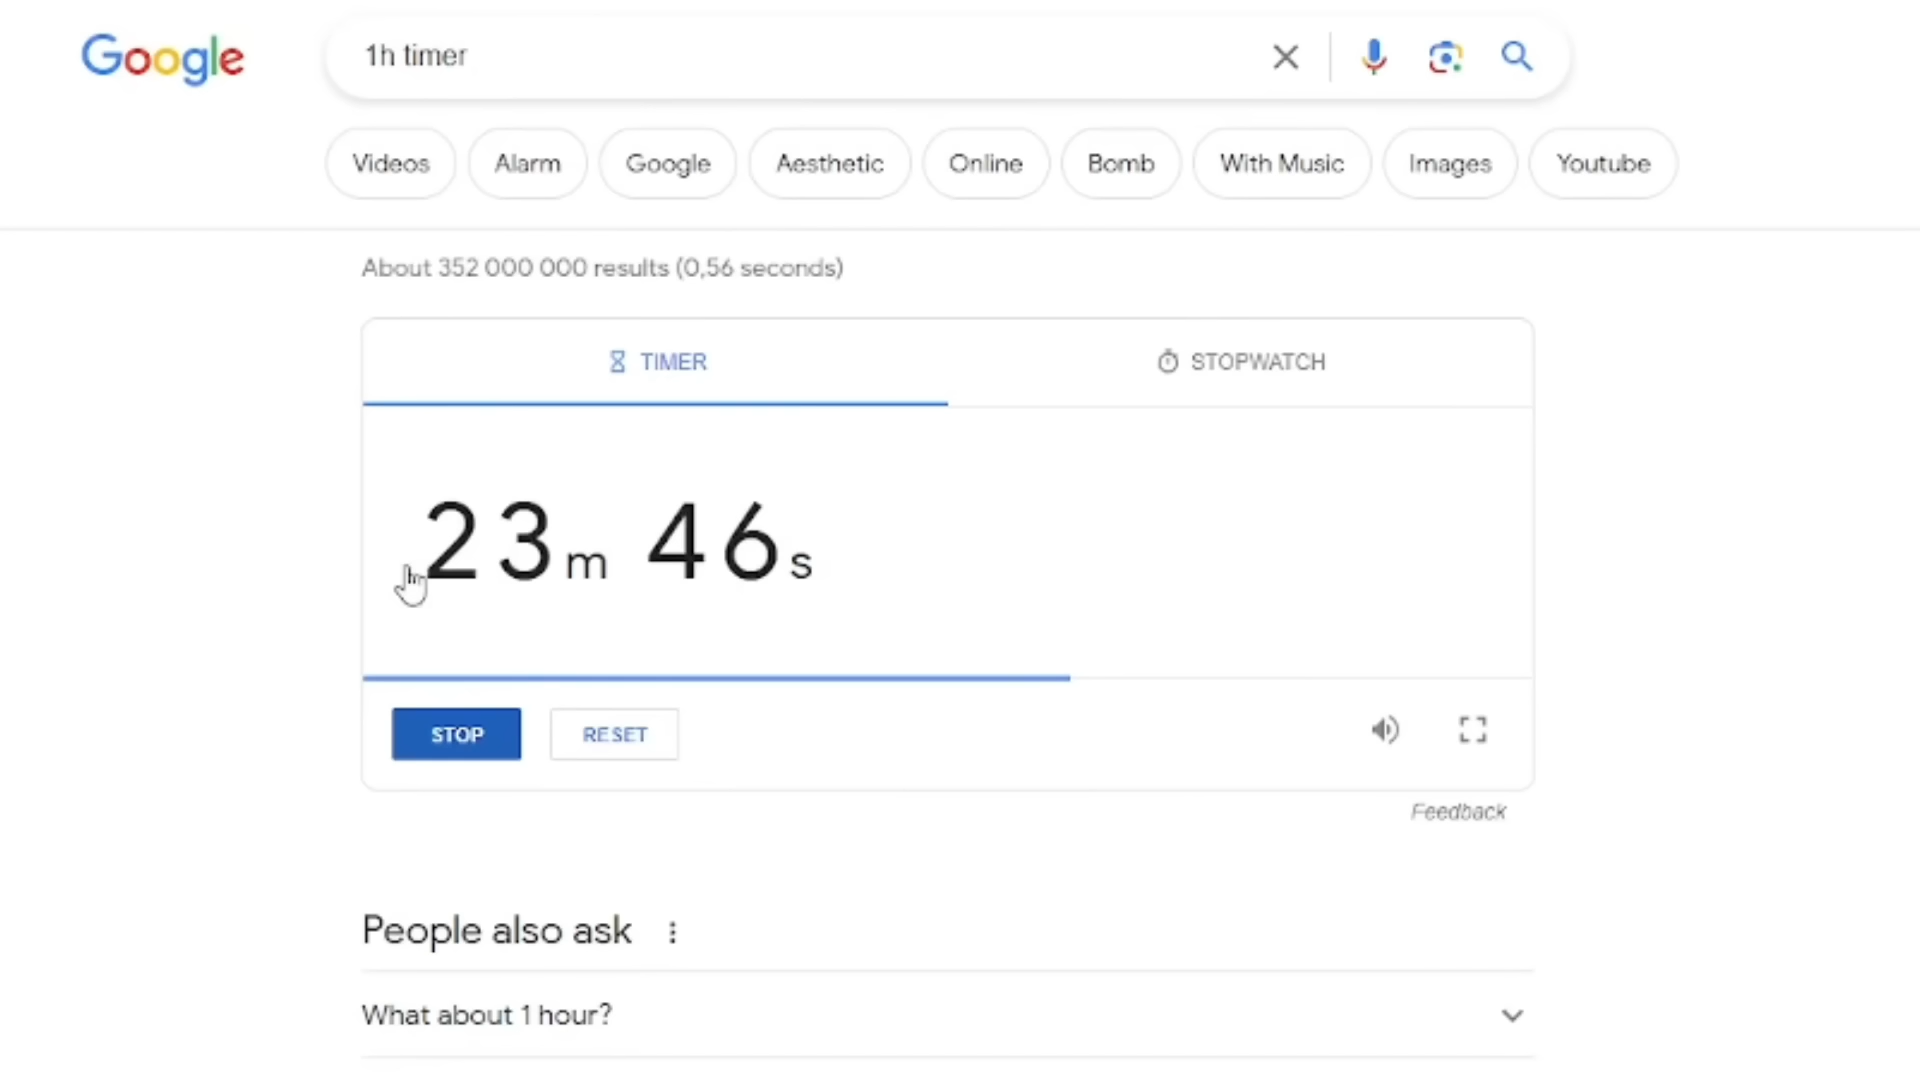 Google
1h timer
Videos
Alarm
Google
Aesthetic
Online
Bomb
With Music
Images
Youtube
About 352 000 000 results (0,56 seconds)
TIMER
STOPWATCH
23m 46s
STOP
RESET
Feedback
People also ask
What about 1 hour?